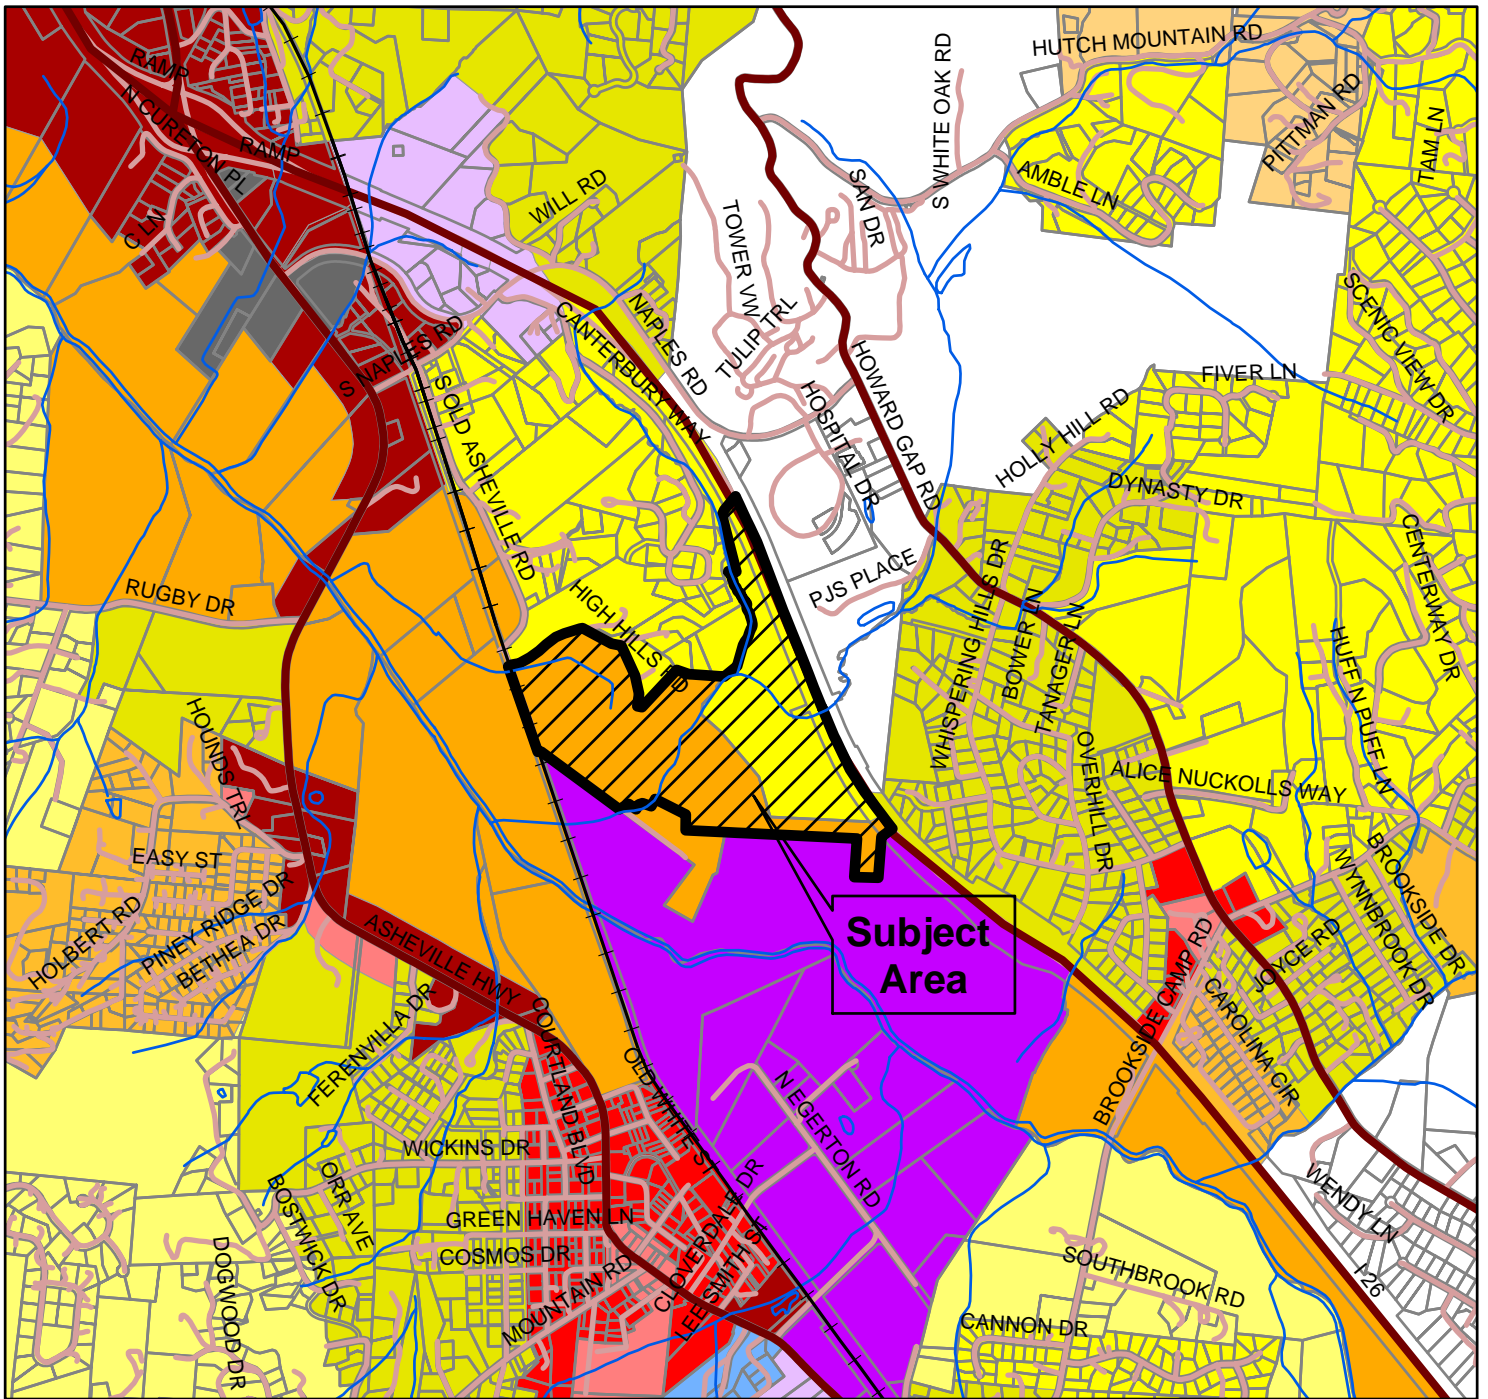 HUTCH MOUNTAIN RD
RAMP
N CURETON PL
RAMP
S WHITE OAK RD
PITTMAN RD
TAM LN
AMBLE LN
SAN DR
WILL RD
C LN
TOWER VW
TULIP TRL
NAPLES RD
CANTERBURY WAY
S NAPLES RD
SCENIC VIEW DR
FIVER LN
HOWARD GAP RD
HOSPITAL DR
HOLLY HILL RD
DYNASTY DR
S OLD ASHEVILLE RD
CENTERWAY DR
PJS PLACE
RUGBY DR
HIGH HILLS RD
WHISPERING HILLS DR
BOWER LN
TANAGER LN
HUFF N PUFF LN
HOUNDS TRL
OVERHILL DR
ALICE NUCKOLLS WAY
EASY ST
HOLBERT RD
PINEY RIDGE DR
BETHEA DR
BROOKSIDE DR
WYNNBROOK DR
ASHEVILLE HWY
Subject
Area
JOYCE RD
BROOKSIDE CAMP RD
CAROLINA CIR
FERENVILLA DR
COURTLAND BLVD
OLD WHITE ST
N EGERTON RD
WICKINS DR
ORR AVE
BOSTWICK DR
GREEN HAVEN LN
COSMOS DR
CLOVERDALE DR
LEE SMITH ST
MOUNTAIN RD
DOGWOOD DR
WENDY LN
SOUTHBROOK RD
I-26
CANNON DR